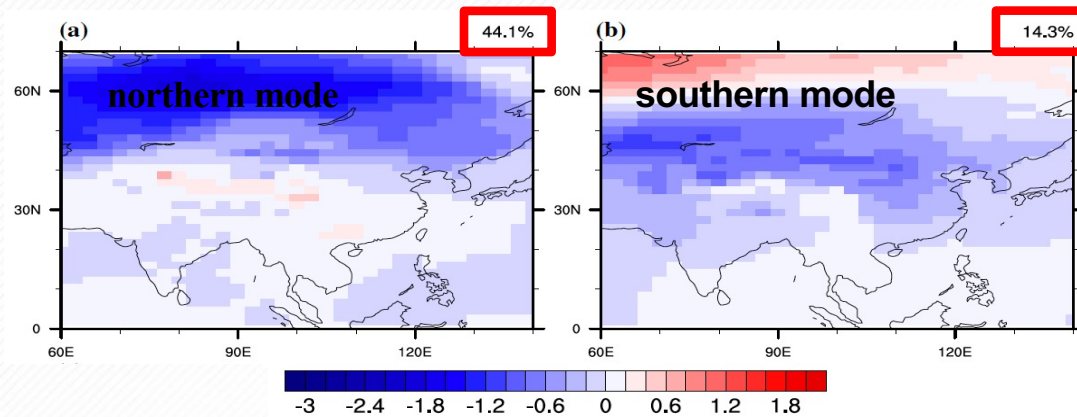 (a)
44.1%
northern mode
60N
30N
0
60E
90E
120E
(b)
14.3%
southern mode
60N
30N
0
60E
90E
120E
-3 -2.4 -1.8 -1.2 -0.6 0 0.6 1.2 1.8